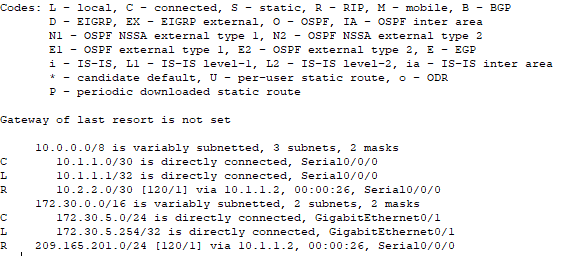 Codes: L - local, C - connected, S - static, R - RIP, M - mobile, B - BGP
D - EIGRP, EX - EIGRP external, O - OSPF, IA - OSPF inter area
N1 - OSPF NSSA external type 1, N2 - OSPF NSSA external type 2
E1 - OSPF external type 1, E2 - OSPF external type 2, E - EGP
i - IS-IS, L1 - IS-IS level-1, L2 - IS-IS level-2, ia - IS-IS inter area
* - candidate default, U - per-user static route, o - ODR
P - periodic downloaded static route
Gateway of last resort is not set
10.0.0.0/8 is variably subnetted, 3 subnets, 2 masks
C 10.1.1.0/30 is directly connected, Serial0/0/0
L 10.1.1.1/32 is directly connected, Serial0/0/0
R 10.2.2.0/30 [120/1] via 10.1.1.2, 00:00:26, Serial0/0/0
172.30.0.0/16 is variably subnetted, 2 subnets, 2 masks
C 172.30.5.0/24 is directly connected, GigabitEthernet0/1
L 172.30.5.254/32 is directly connected, GigabitEthernet0/1
R 209.165.201.0/24 [120/1] via 10.1.1.2, 00:00:26, Serial0/0/0